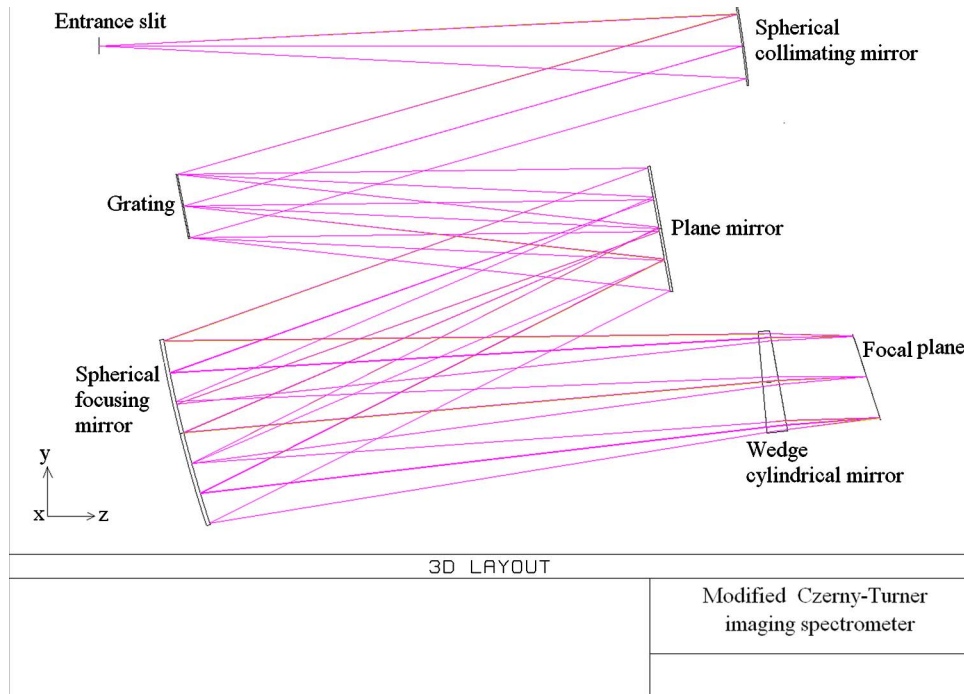 Entrance slit
Spherical
collimating mirror
Grating
Plane mirror
Spherical
focusing
mirror
Focal plane
Wedge
cylindrical mirror
y
x
z
3D LAYOUT
Modified Czerny-Turner
imaging spectrometer